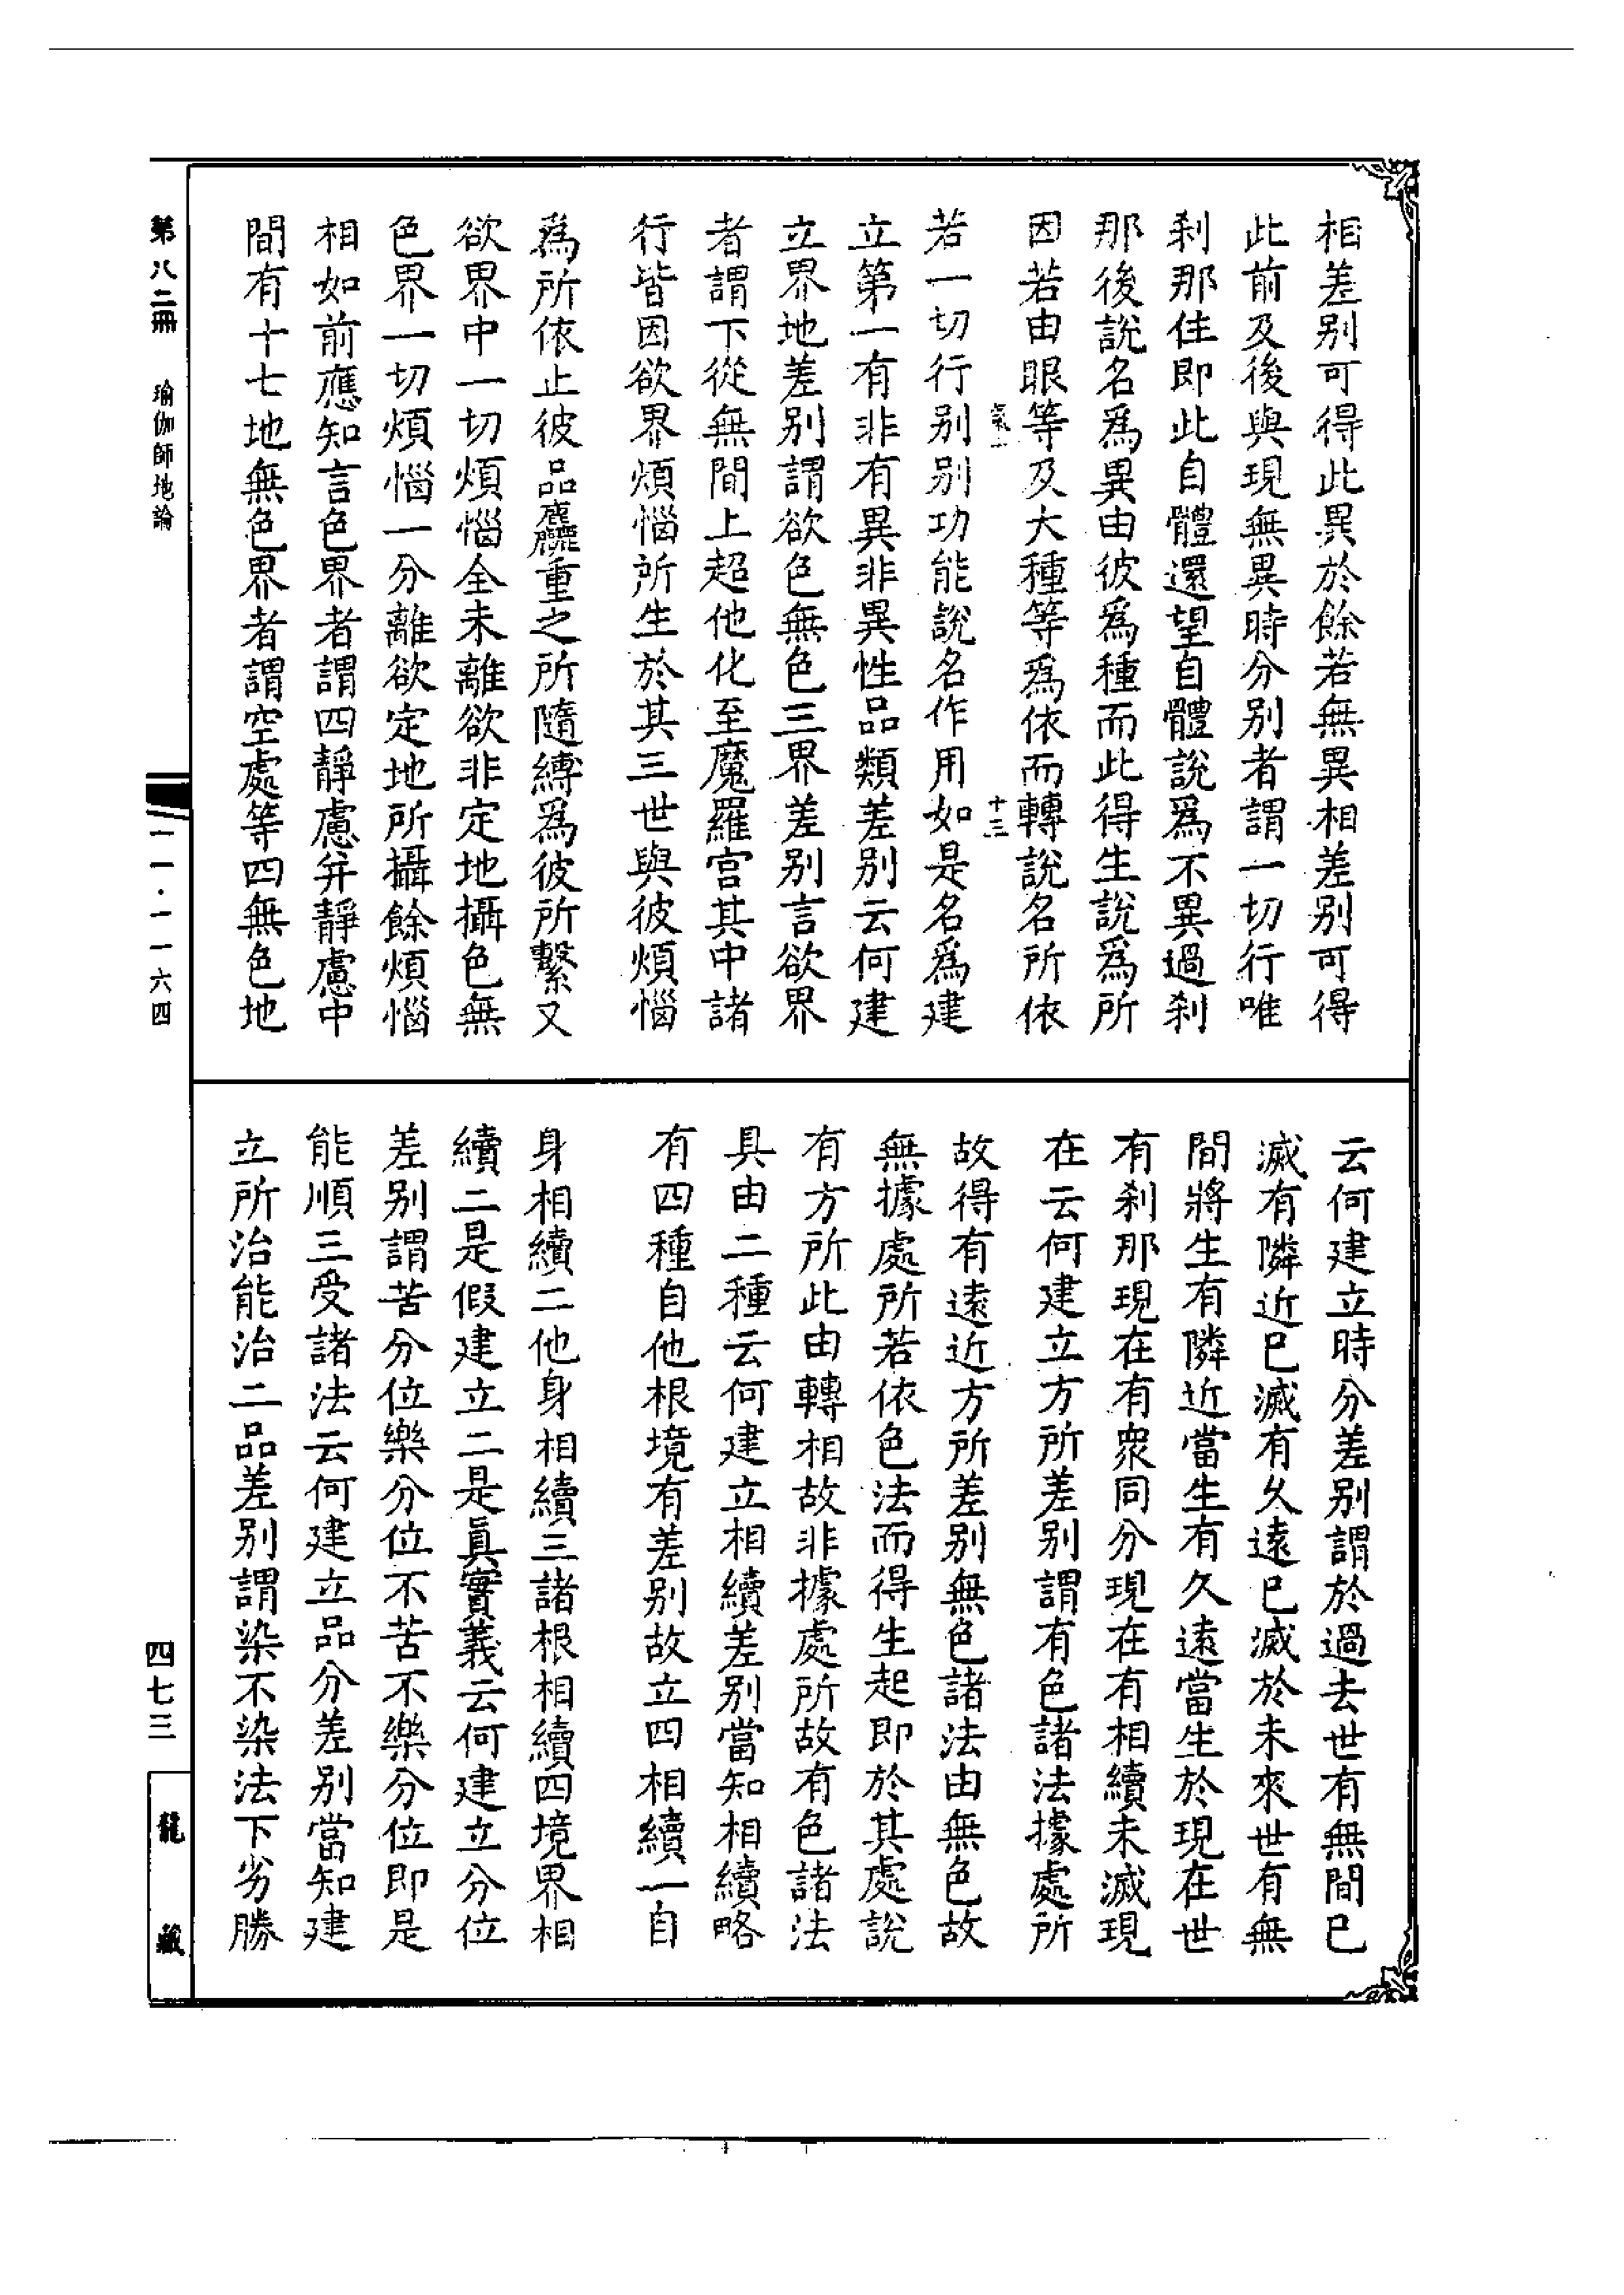 相差別可得此異於餘若無異相差別可得
此前及後與現無異時分別者謂一切行唯
刹那住即此自體還望自體說爲不異過刹
那後說名爲異由彼爲種而此得生說爲所
因若由眼等及大種等爲依而轉說名所依
十三
若一切行別別功能說名作用如是名爲建
立第一有非有異非異性品類差別云何建
立界地差別謂欲色無色三界差別言欲界
者謂下從無間上超他化至魔羅宮其中諸
行皆因欲界煩惱所生於其三世與彼煩惱
爲所依止彼品麤重之所隨縛爲彼所繫又
欲界中一切煩惱全未離欲非定地攝色無
色界一切煩惱一分離欲定地所攝餘煩惱
相如前應知言色界者謂四靜慮弁靜慮中
間有十七地無色界者謂空處等四無色地
云何建立時分差別謂於過去世有無間已
滅有隣近已滅有久遠已滅於未來世有無
間將生有隣近當生有久遠當生於現在世
有刹那現在有衆同分現在有相續未滅現
在云何建立方所差別謂有色諸法據處所
故得有遠近方所差別無色諸法由無色故
無據處所若依色法而得生起即於其處說
有方所此由轉相故非據處所故有色諸法
具由二種云何建立相續差別當知相續略
有四種自他根境有差別故立四相續一自
身相續二他身相續三諸根相續四境界相
續二是假建立二是眞實義云何建立分位
差別謂苦分位樂分位不苦不樂分位即是
能順三受諸法云何建立品分差別當知建
立所治能治二品差別謂染不染法下劣勝
第八二冊 瑜伽師地論
一一·一一六四
四七三
龍藏